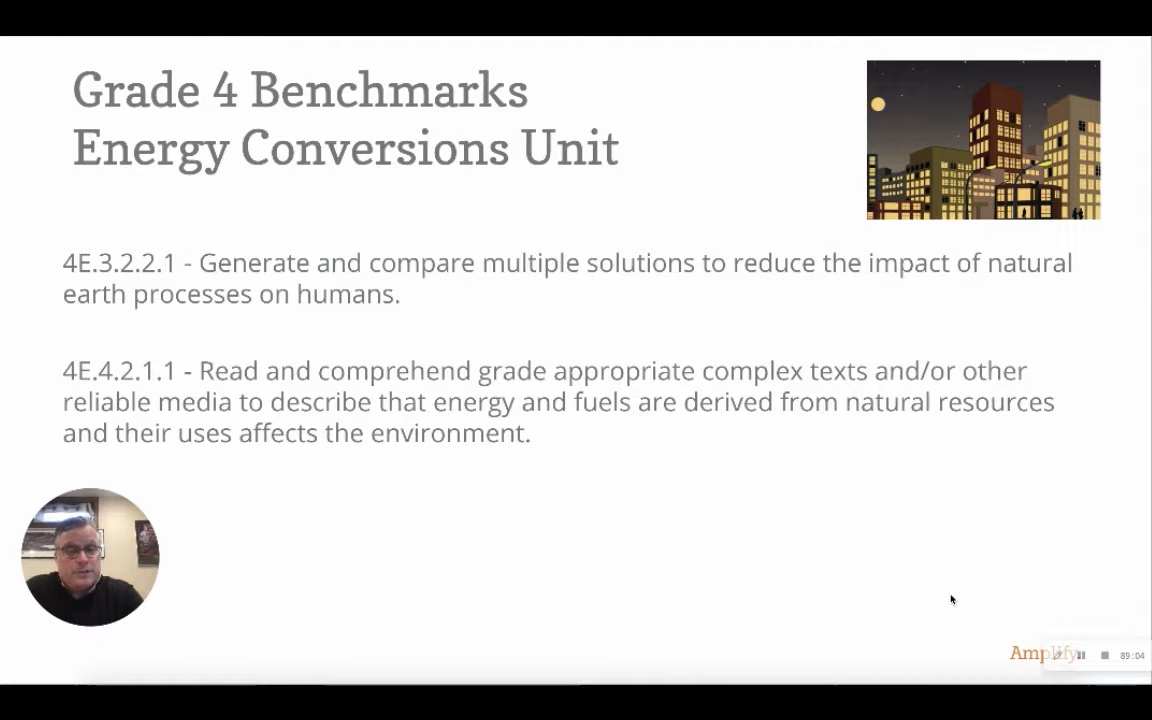 Grade 4 Benchmarks
Energy Conversions Unit
4E.3.2.2.1 - Generate and compare multiple solutions to reduce the impact of natural
earth processes on humans.
4E.4.2.1.1 - Read and comprehend grade appropriate complex texts and/or other
reliable media to describe that energy and fuels are derived from natural resources
and their uses affects the environment.
Amplify
89:04